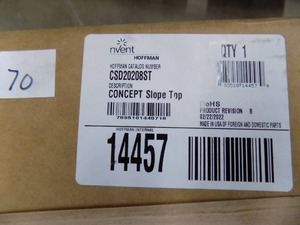 70
nvent
HOFFMAN
HOFFMAN CATALOG NUMBER
CSD20208ST
DESCRIPTION
CONCEPT Slope Top
QTY 1
RoHS
PRODUCT REVISION B
02/22/2022
MADE IN USA OF FOREIGN AND DOMESTIC PARTS
HOFFMAN INTERNAL
14457